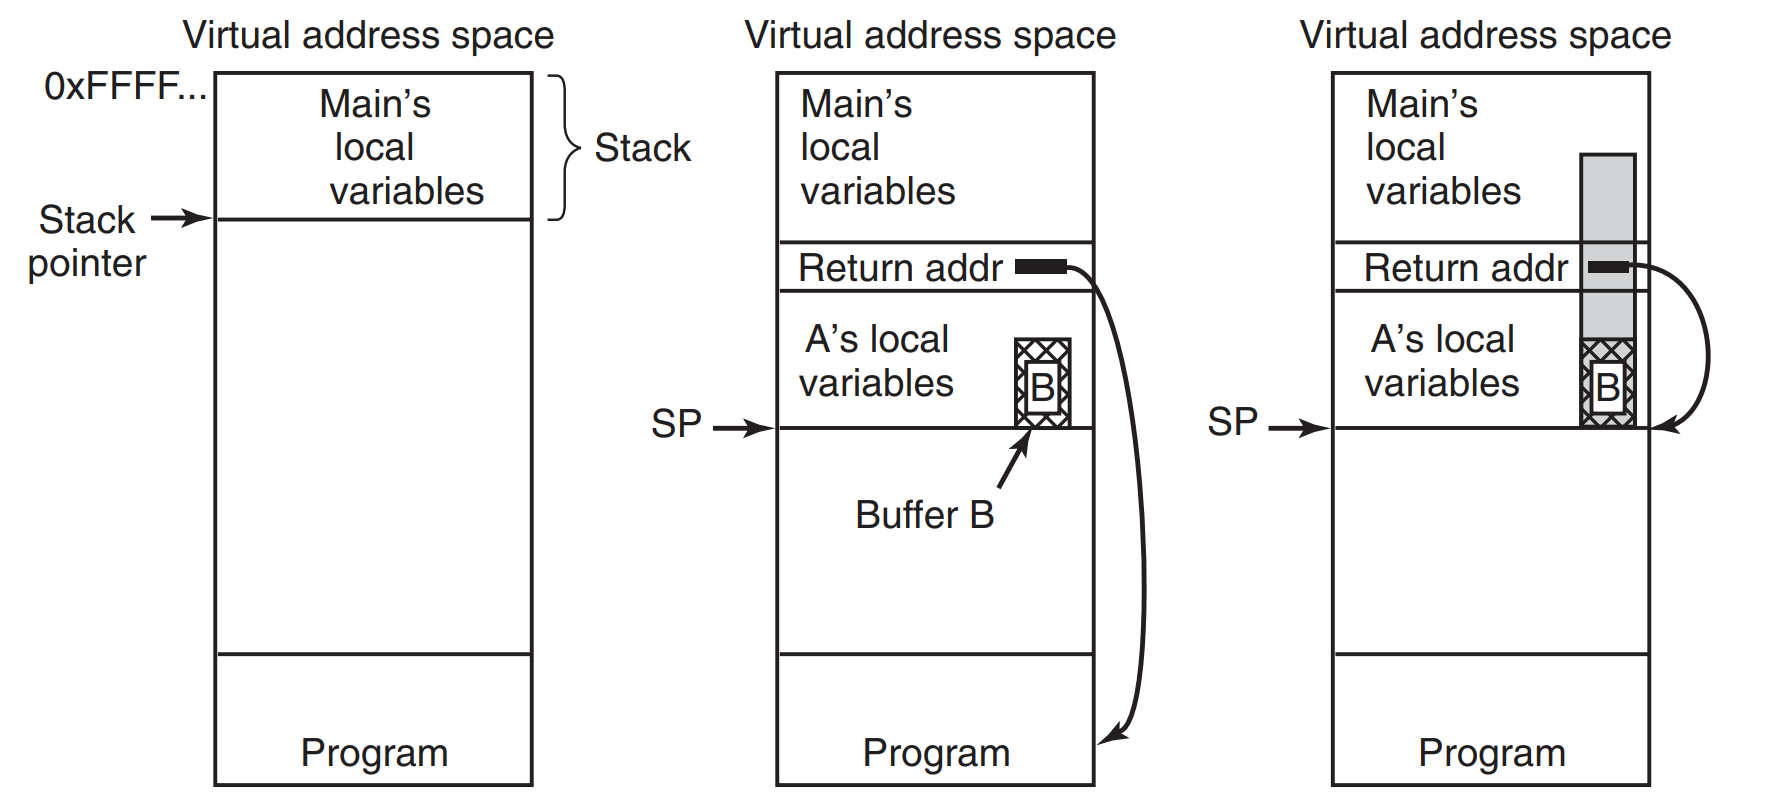 Virtual address space
0xFFFF...
Main's
local
variables
Stack
Stack
pointer
Program
Virtual address space
Main's
local
variables
Return addr
A's local
variables
B
SP
Buffer B
Program
Virtual address space
Main's
local
variables
Return addr
A's local
variables
B
SP
Program